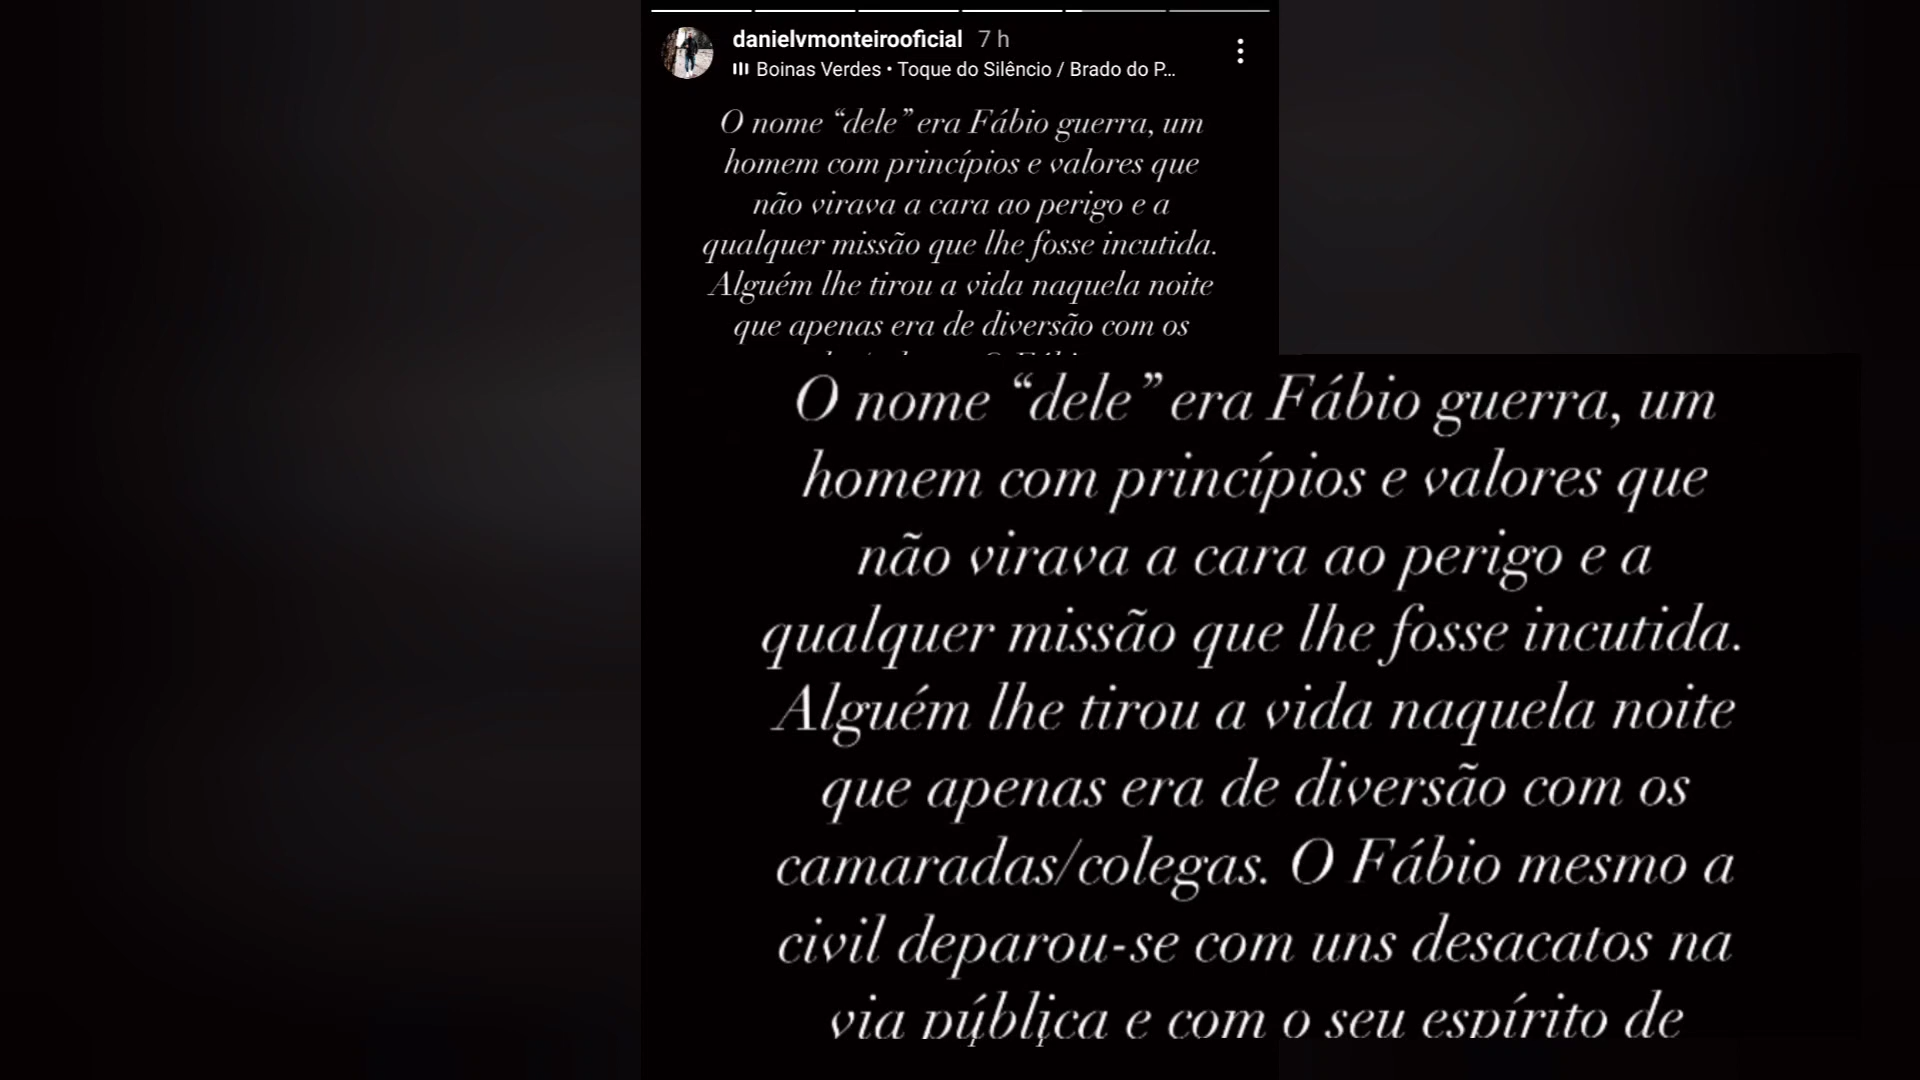 danielvmonteirooficial 7 h
Boinas Verdes • Toque do Silêncio / Brado do P...
O nome “dele” era Fábio guerra, um
homem com princípios e valores que
não virava a cara ao perigo e a
qualquer missão que lhe fosse incutida.
Alguém lhe tirou a vida naquela noite
que apenas era de diversão com os
O nome “dele” era Fábio guerra, um
homem com princípios e valores que
não virava a cara ao perigo e a
qualquer missão que lhe fosse incutida.
Alguém lhe tirou a vida naquela noite
que apenas era de diversão com os
camaradas/colegas. O Fábio mesmo a
civil deparou-se com uns desacatos na
via pública e com o seu espírito de